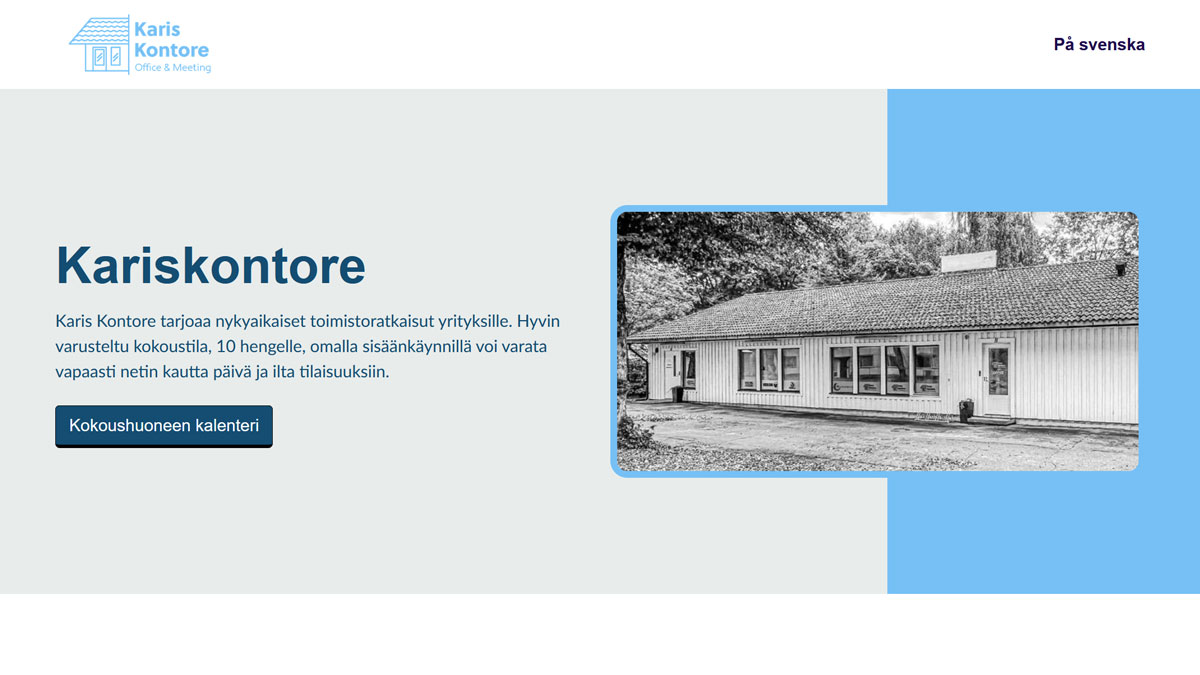 Karis
Kontore
Office & Meeting
På svenska
Kariskontore
Karis Kontore tarjoaa nykyaikaiset toimistoratkaisut yrityksille. Hyvin
varusteltu kokoustila, 10 hengelle, omalla sisäänkäynnillä voi varata
vapaasti netin kautta päivä ja ilta tilaisuuksiin.
Kokoushuoneen kalenteri